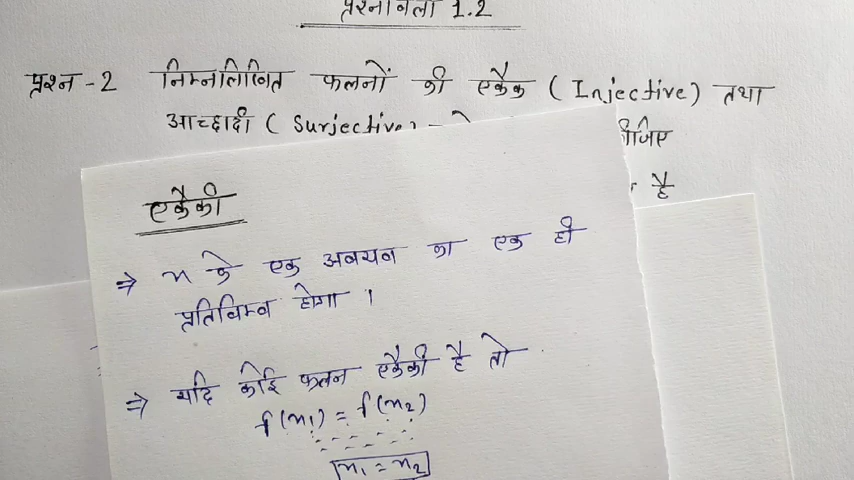 प्रश्नावली 1.2
प्रश्न-2 निम्नलिखित फलनों की एकैक (Injective) तथा
आच्छादी (Surjective)
है
एकैकी
⇒ x के एक अवयव का एक ही
प्रतिविम्ब होगा ।
⇒ यदि कोई फलन एकैकी है तो
f(x₁) = f(x₂)
x₁ = x₂